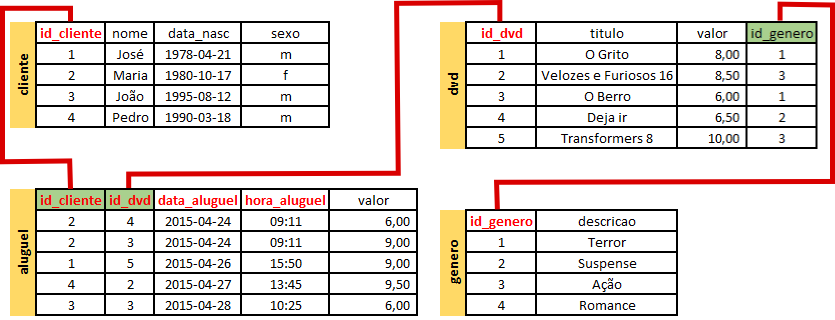 cliente
id_cliente nome data_nasc sexo
1 José 1978-04-21 m
2 Maria 1980-10-17 f
3 João 1995-08-12 m
4 Pedro 1990-03-18 m
dvd
id_dvd titulo valor id_genero
1 O Grito 8,00 1
2 Velozes e Furiosos 16 8,50 3
3 O Berro 6,00 1
4 Deja ir 6,50 2
5 Transformers 8 10,00 3
aluguel
id_cliente id_dvd data_aluguel hora_aluguel valor
2 4 2015-04-24 09:11 6,00
2 3 2015-04-24 09:11 9,00
1 5 2015-04-26 15:50 9,00
4 2 2015-04-27 13:45 9,50
3 3 2015-04-28 10:25 6,00
genero
id_genero descricao
1 Terror
2 Suspense
3 Ação
4 Romance